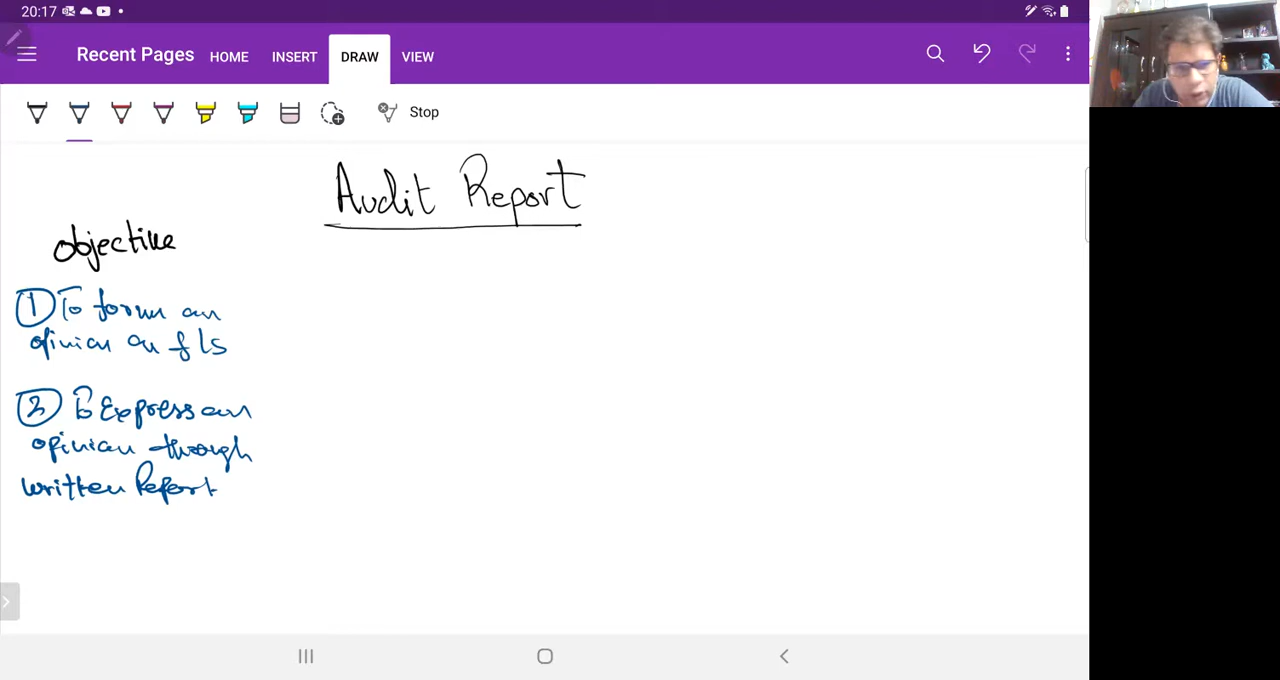 20:17
Recent Pages HOME INSERT DRAW VIEW
Stop
Audit Report
objective
① To form an
opinion on f/s
② To Express an
opinion through
written Report